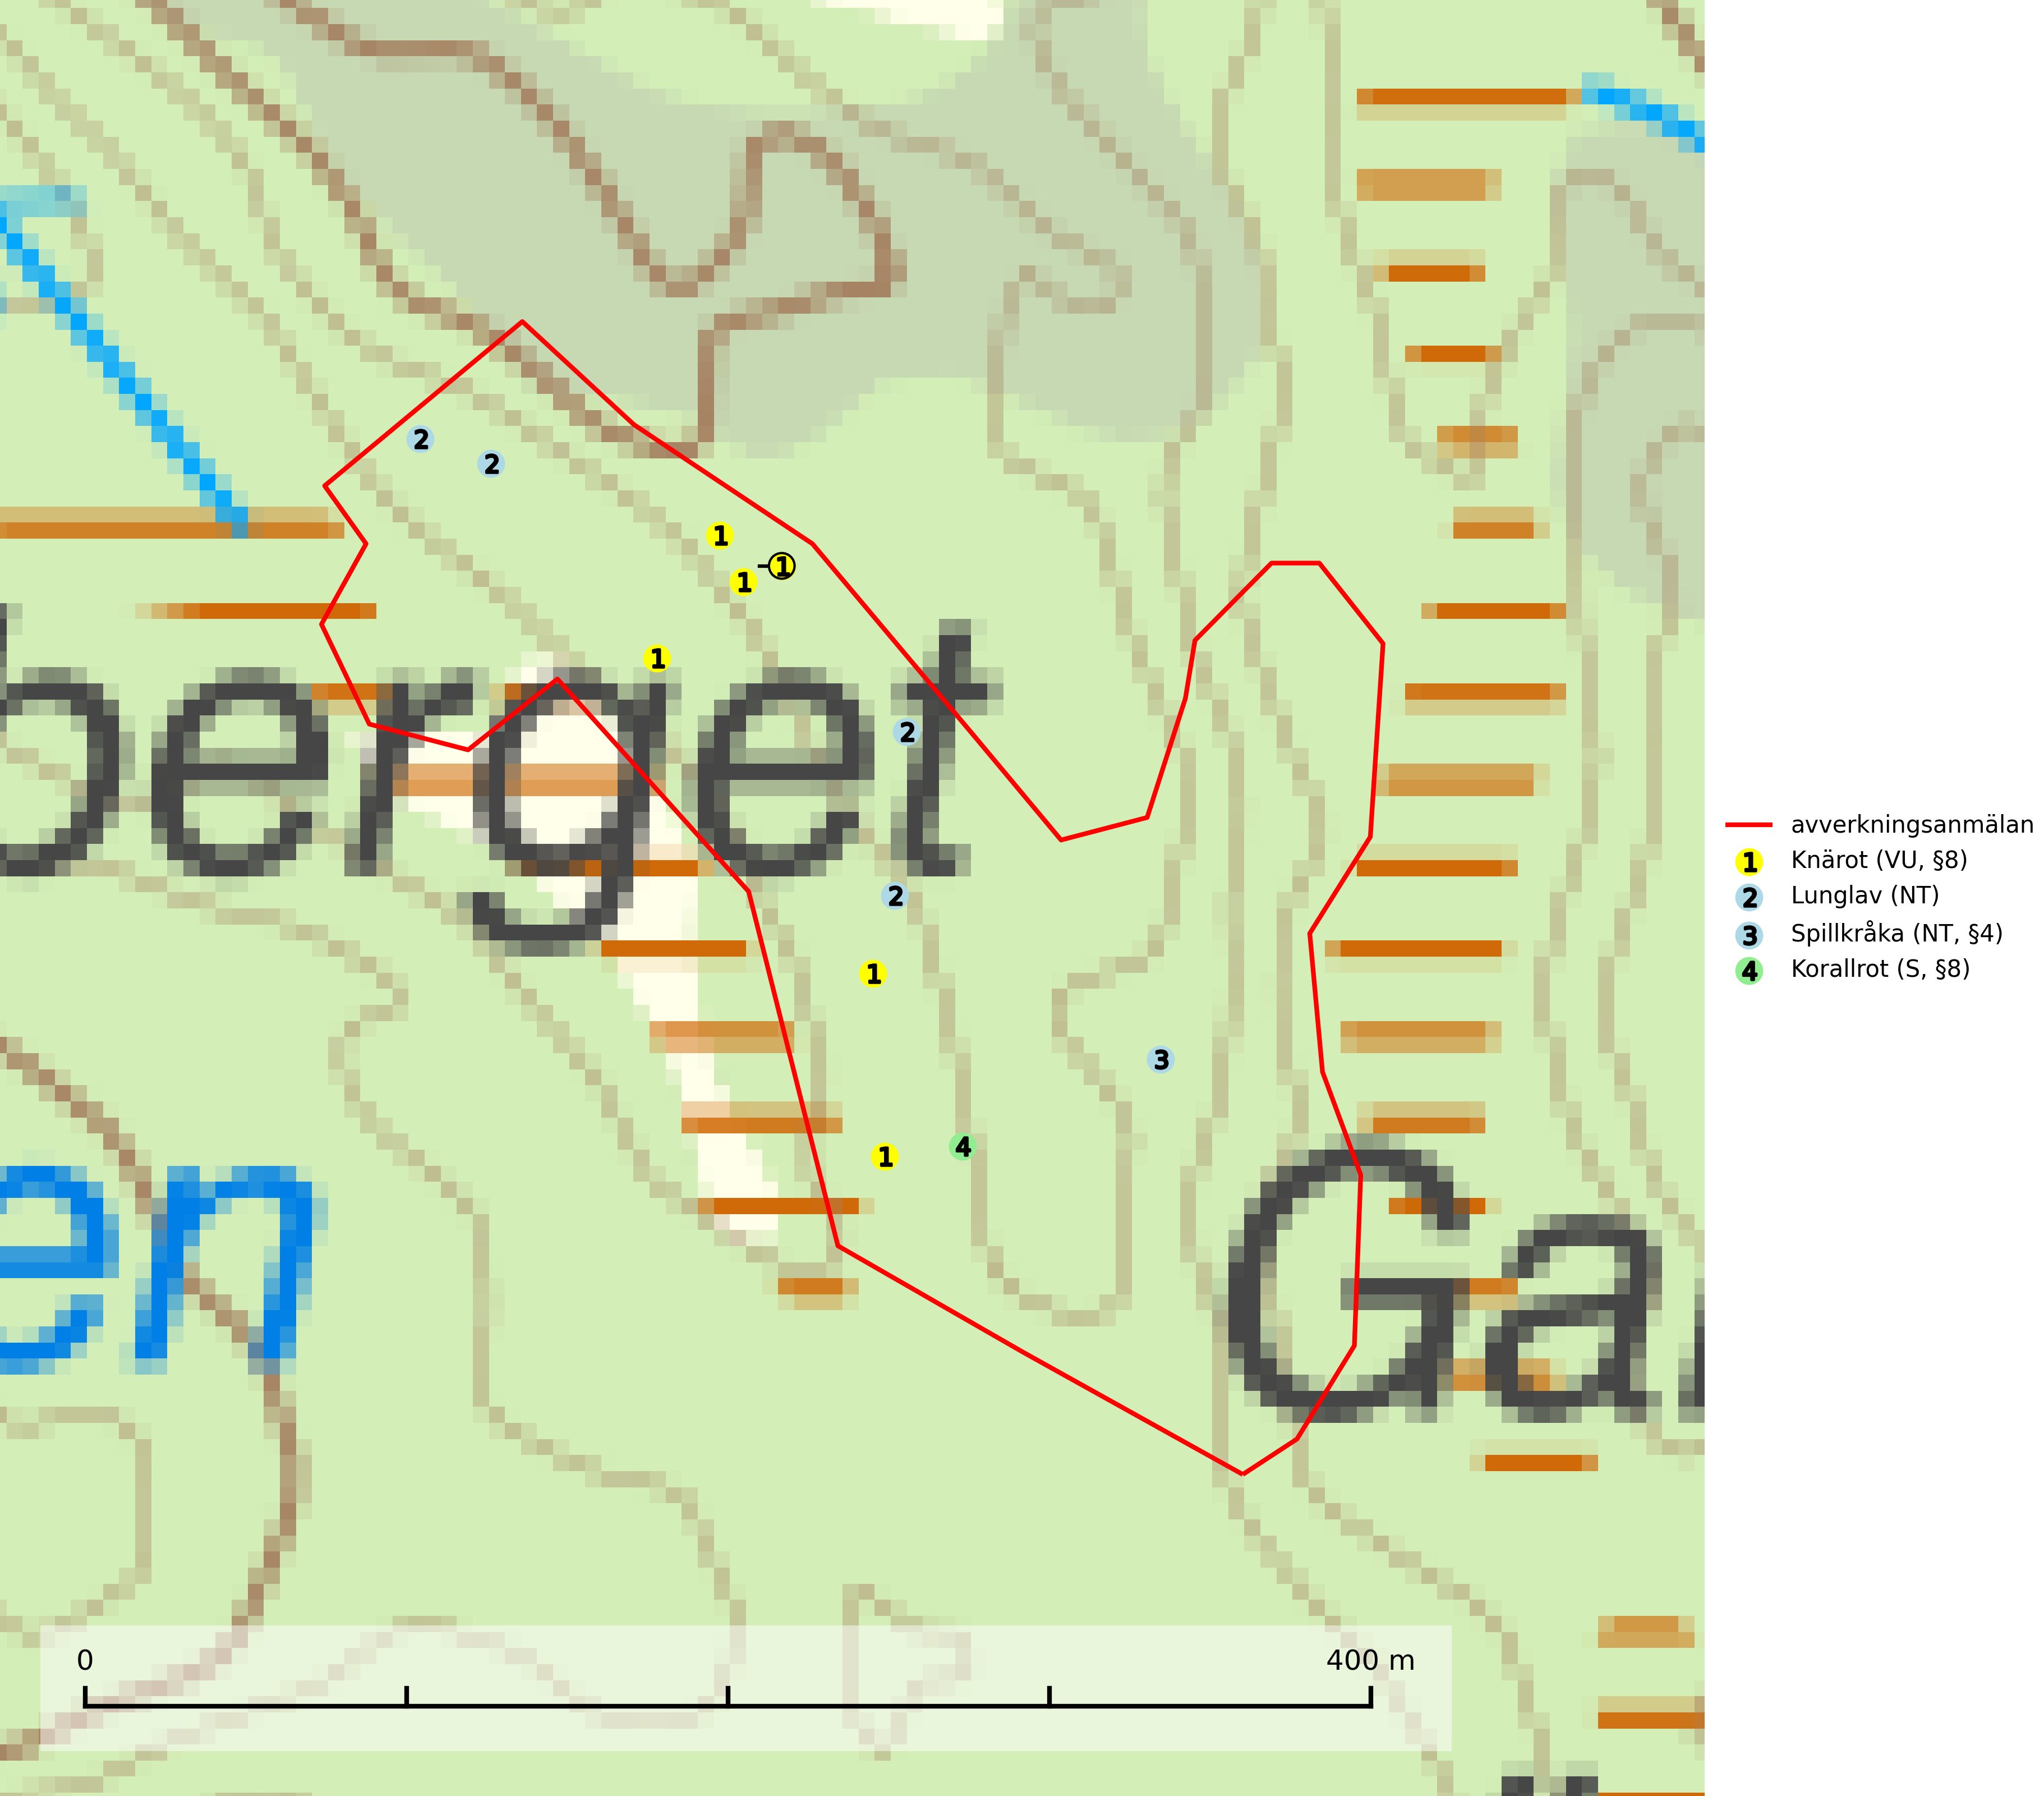 2
2
1
1
1
1
berget
2
2
1
3
4
1
en
Ga
0 400 m
avverkningsanmälan
1 Knärot (VU, §8)
2 Lunglav (NT)
3 Spillkråka (NT, §4)
4 Korallrot (S, §8)